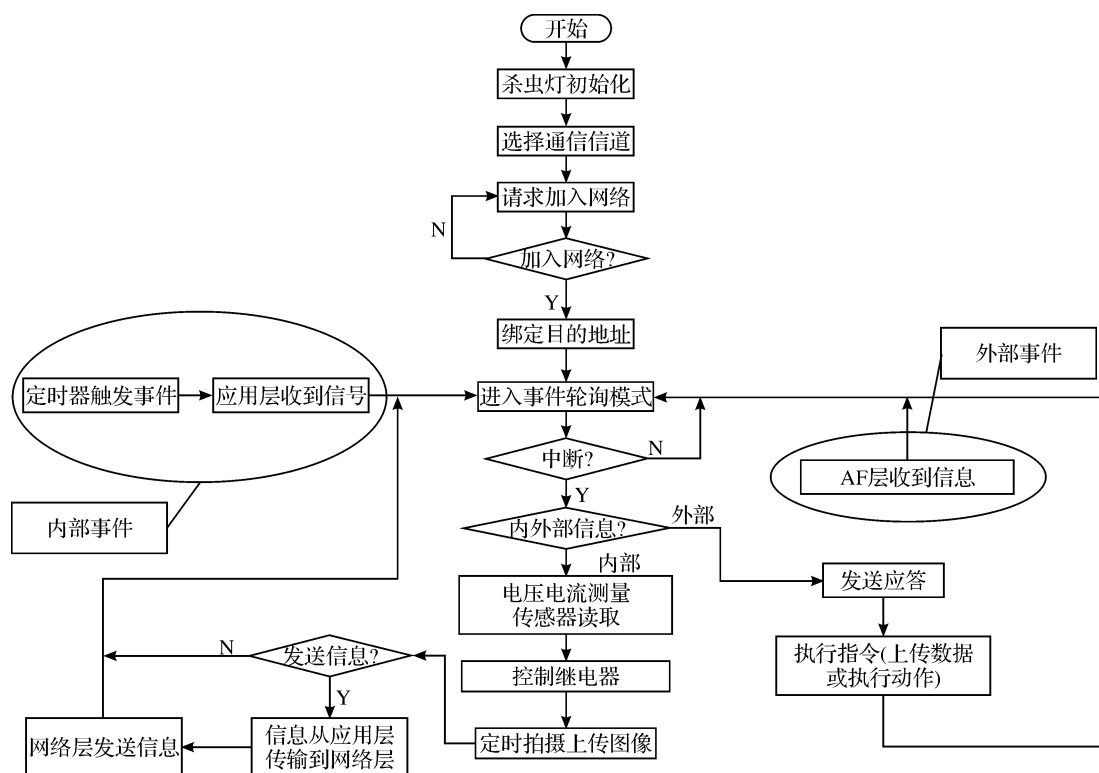 开始
杀虫灯初始化
选择通信信道
请求加入网络
N
加入网络?
Y
绑定目的地址
外部事件
定时器触发事件
应用层收到信号
进入事件轮询模式
中断?
N
AF层收到信息
Y
内部事件
内外部信息?
外部
内部
发送应答
电压电流测量
传感器读取
N
发送信息?
控制继电器
执行指令(上传数据
或执行动作)
Y
网络层发送信息
信息从应用层
传输到网络层
定时拍摄上传图像